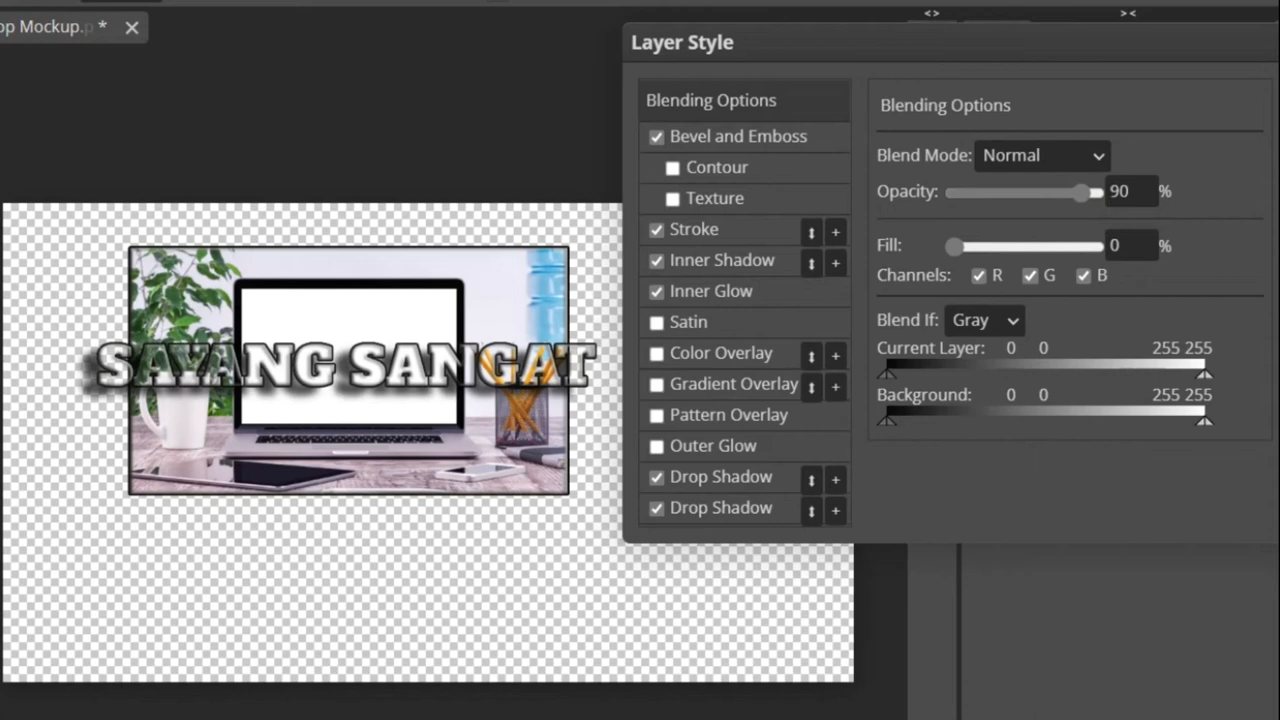 op Mockup.p *
Layer Style
Blending Options
Bevel and Emboss
Contour
Texture
Stroke
Inner Shadow
Inner Glow
Satin
Color Overlay
Gradient Overlay
Pattern Overlay
Outer Glow
Drop Shadow
Drop Shadow
Blending Options
Blend Mode: Normal
Opacity: 90 %
Fill: 0 %
Channels: R G B
Blend If: Gray
Current Layer: 0 0 255 255
Background: 0 0 255 255
SAYANG SANGAT